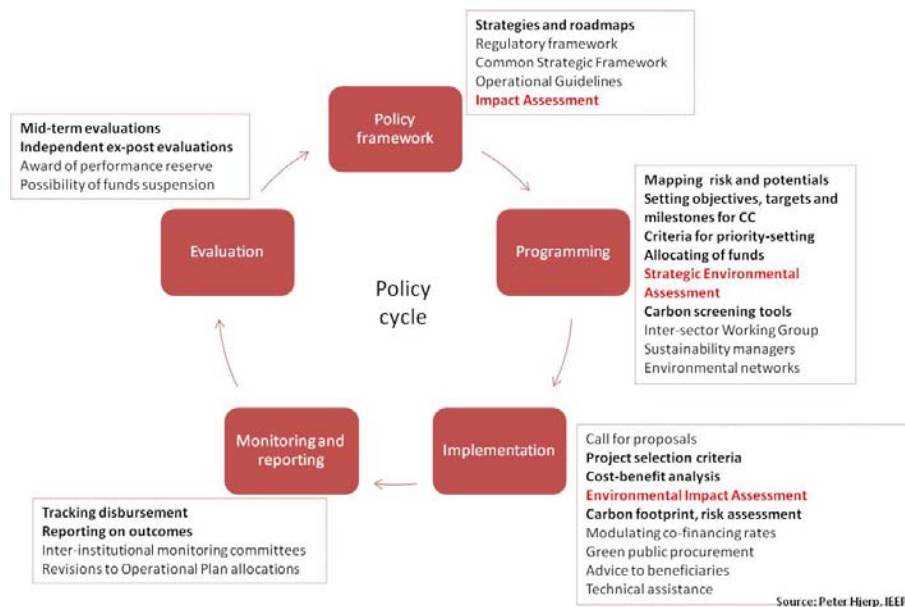 Strategies and roadmaps
Regulatory framework
Common Strategic Framework
Operational Guidelines
Impact Assessment
Policy
framework
Mid-term evaluations
Independent ex-post evaluations
Award of performance reserve
Possibility of funds suspension
Mapping risk and potentials
Setting objectives, targets and
milestones for CC
Criteria for priority-setting
Allocating of funds
Strategic Environmental
Assessment
Carbon screening tools
Inter-sector Working Group
Sustainability managers
Environmental networks
Programming
Evaluation
Policy
cycle
Monitoring and
reporting
Implementation
Call for proposals
Project selection criteria
Cost-benefit analysis
Environmental Impact Assessment
Carbon footprint, risk assessment
Modulating co-financing rates
Green public procurement
Advice to beneficiaries
Technical assistance
Tracking disbursement
Reporting on outcomes
Inter-institutional monitoring committees
Revisions to Operational Plan allocations
Source: Peter Hjerp, IEEP